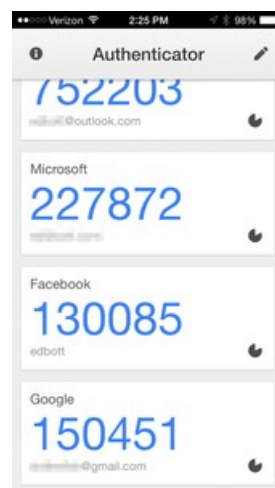 Verizon 2:25 PM 98%
Authenticator
752203
@outlook.com
Microsoft
227872
Facebook
130085
edbott
Google
150451
@gmail.com